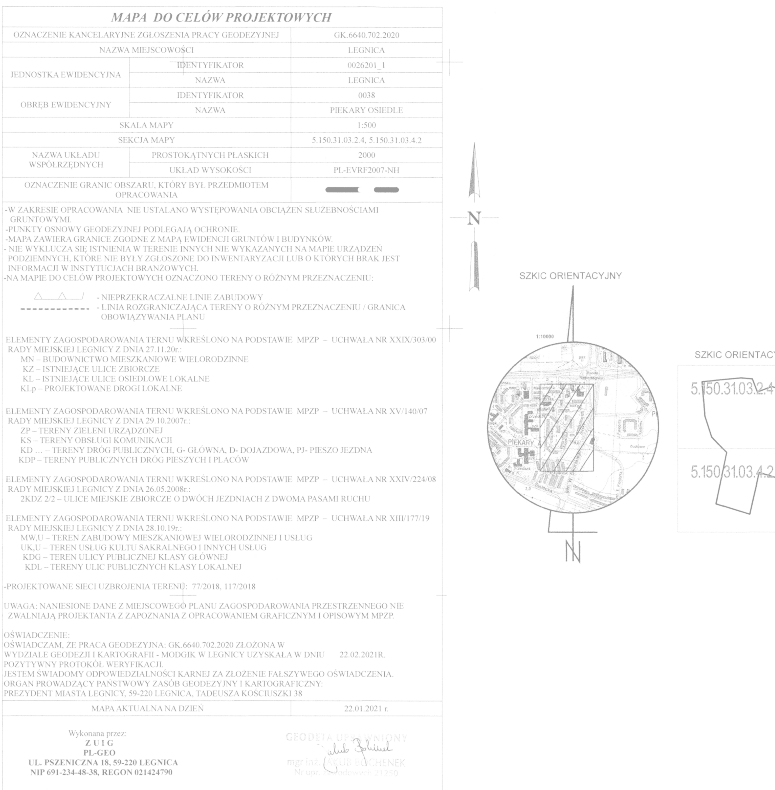 MAPA DO CELÓW PROJEKTOWYCH
OZNACZENIE KANCELARYJNE ZGŁOSZENIA PRACY GEODEZYJNEJ GK.6640.702.2020
NAZWA MIEJSCOWOŚCI LEGNICA
JEDNOSTKA EWIDENCYJNA IDENTYFIKATOR 0026201_1
NAZWA LEGNICA
OBRĘB EWIDENCYJNY IDENTYFIKATOR 0038
NAZWA PIEKARY OSIEDLE
SKALA MAPY 1:500
SEKCJA MAPY 5.150.31.03.2.4, 5.150.31.03.4.2
NAZWA UKŁADU WSPÓŁRZĘDNYCH PROSTOKĄTNYCH PŁASKICH 2000
UKŁAD WYSOKOŚCI PL-EVRF2007-NH
OZNACZENIE GRANIC OBSZARU, KTÓRY BYŁ PRZEDMIOTEM
OPRACOWANIA
-W ZAKRESIE OPRACOWANIA NIE USTALANO WYSTĘPOWANIA OBCIĄŻEŃ SŁUŻEBNOŚCIAMI
GRUNTOWYMI.
-PUNKTY OSNOWY GEODEZYJNEJ PODLEGAJĄ OCHRONIE.
-MAPA ZAWIERA GRANICE ZGODNE Z MAPĄ EWIDENCJI GRUNTÓW I BUDYNKÓW.
- NIE WYKLUCZA SIĘ ISTNIENIA W TERENIE INNYCH NIE WYKAZANYCH NA MAPIE URZĄDZEŃ
PODZIEMNYCH, KTÓRE NIE BYŁY ZGŁOSZONE DO INWENTARYZACJI LUB O KTÓRYCH BRAK JEST
INFORMACJI W INSTYTUCJACH BRANŻOWYCH.
-NA MAPIE DO CELÓW PROJEKTOWYCH OZNACZONO TERENY O RÓŻNYM PRZEZNACZENIU:
- NIEPRZEKRACZALNE LINIE ZABUDOWY
- LINIA ROZGRANICZAJĄCA TERENY O RÓŻNYM PRZEZNACZENIU / GRANICA
OBOWIĄZYWANIA PLANU
ELEMENTY ZAGOSPODAROWANIA TERNU WKREŚLONO NA PODSTAWIE MPZP – UCHWAŁA NR XXIX/303/00
RADY MIEJSKIEJ LEGNICY Z DNIA 27.11.20r.:
MN – BUDOWNICTWO MIESZKANIOWE WIELORODZINNE
KZ – ISTNIEJĄCE ULICE ZBIORCZE
KL – ISTNIEJĄCE ULICE OSIEDLOWE LOKALNE
KLp – PROJEKTOWANE DROGI LOKALNE
ELEMENTY ZAGOSPODAROWANIA TERNU WKREŚLONO NA PODSTAWIE MPZP – UCHWAŁA NR XV/140/07
RADY MIEJSKIEJ LEGNICY Z DNIA 29.10.2007r.:
ZP – TERENY ZIELENI URZĄDZONEJ
KS – TERENY OBSŁUGI KOMUNIKACJI
KD ... – TERENY DRÓG PUBLICZNYCH, G- GŁÓWNA, D- DOJAZDOWA, PJ- PIESZO JEZDNA
KDP – TERENY PUBLICZNYCH DRÓG PIESZYCH I PLACÓW
ELEMENTY ZAGOSPODAROWANIA TERNU WKREŚLONO NA PODSTAWIE MPZP – UCHWAŁA NR XXIV/224/08
RADY MIEJSKIEJ LEGNICY Z DNIA 26.05.2008r.:
2KDZ 2/2 – ULICE MIEJSKIE ZBIORCZE O DWÓCH JEZDNIACH Z DWOMA PASAMI RUCHU
ELEMENTY ZAGOSPODAROWANIA TERNU WKREŚLONO NA PODSTAWIE MPZP – UCHWAŁA NR XIII/177/19
RADY MIEJSKIEJ LEGNICY Z DNIA 28.10.19r.:
MW,U – TEREN ZABUDOWY MIESZKANIOWEJ WIELORODZINNEJ I USŁUG
UK,U – TEREN USŁUG KULTU SAKRALNEGO I INNYCH USŁUG
KDG – TEREN ULICY PUBLICZNEJ KLASY GŁÓWNEJ
KDL – TERENY ULIC PUBLICZNYCH KLASY LOKALNEJ
-PROJEKTOWANE SIECI UZBROJENIA TERENU: 77/2018, 117/2018
UWAGA; NANIESIONE DANE Z MIEJSCOWEGO PLANU ZAGOSPODAROWANIA PRZESTRZENNEGO NIE
ZWALNIAJĄ PROJEKTANTA Z ZAPOZNANIA Z OPRACOWANIEM GRAFICZNYM I OPISOWYM MPZP.
OŚWIADCZENIE:
OŚWIADCZAM, ŻE PRACA GEODEZYJNA: GK.6640.702.2020 ZŁOŻONA W
WYDZIALE GEODEZJI I KARTOGRAFII - MODGIK W LEGNICY UZYSKAŁA W DNIU 22.02.2021R.
POZYTYWNY PROTOKÓŁ WERYFIKACJI.
JESTEM ŚWIADOMY ODPOWIEDZIALNOŚCI KARNEJ ZA ZŁOŻENIE FAŁSZYWEGO OŚWIADCZENIA.
ORGAN PROWADZĄCY PAŃSTWOWY ZASÓB GEODEZYJNY I KARTOGRAFICZNY.
PREZYDENT MIASTA LEGNICY, 59-220 LEGNICA, TADEUSZA KOŚCIUSZKI 38.
MAPA AKTUALNA NA DZIEŃ 22.01.2021 r.
Wykonana przez:
Z U I G
PL-GEO
UL. PSZENICZNA 18, 59-220 LEGNICA
NIP 691-234-48-38, REGON 021424790
GEODETA UPRAWNIONY
mgr inż.
N
SZKIC ORIENTACYJNY
1:10000
PIEKARY
N
SZKIC ORIENTAC
5.150.31.03.2.4
5.150.31.03.4.2